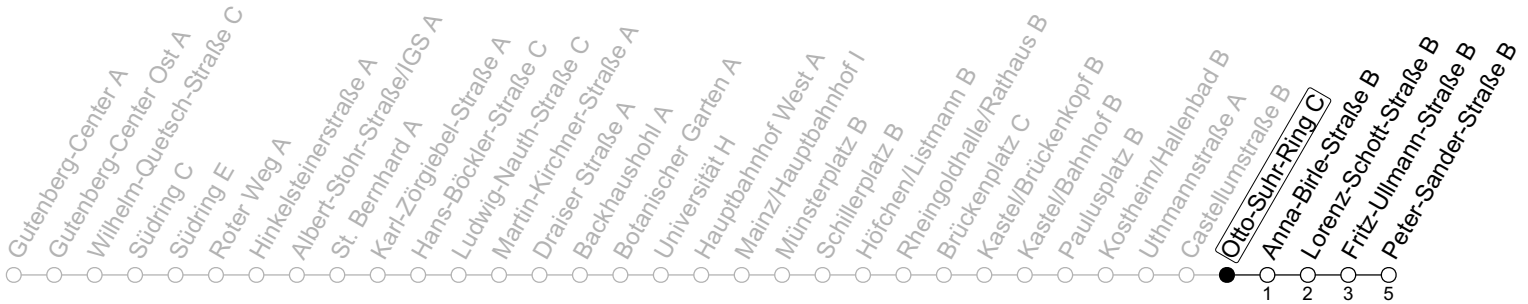 Gutenberg-Center A
Gutenberg-Center Ost A
Wilhelm-Quetsch-Straße C
Südring C
Südring E
Roter Weg A
Hinkelsteinerstraße A
Albert-Stohr-Straße/IGS A
St. Bernhard A
Karl-Zörgiebel-Straße A
Hans-Böckler-Straße C
Ludwig-Nauth-Straße C
Martin-Kirchner-Straße A
Draiser Straße A
Backhaushohl A
Botanischer Garten A
Universität H
Hauptbahnhof West A
Mainz/Hauptbahnhof I
Münsterplatz B
Schillerplatz B
Höfchen/Listmann B
Rheingoldhalle/Rathaus B
Brückenplatz C
Kastel/Brückenkopf B
Kastel/Bahnhof B
Paulusplatz B
Kostheim/Hallenbad B
Uthmannstraße A
Castellumstraße B
Otto-Suhr-Ring C
Anna-Birle-Straße B
Lorenz-Schott-Straße B
Fritz-Ullmann-Straße B
Peter-Sander-Straße B
1 2 3 5